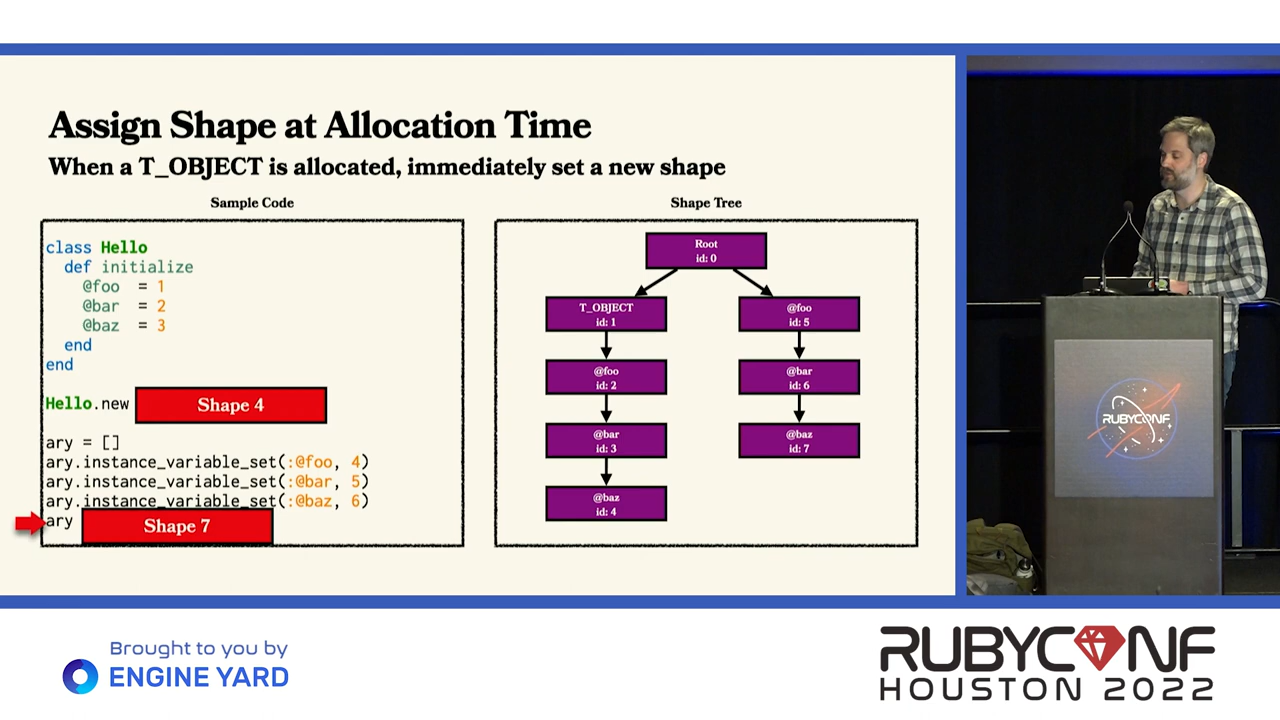 Assign Shape at Allocation Time
When a T_OBJECT is allocated, immediately set a new shape
Sample Code
class Hello
def initialize
@foo = 1
@bar = 2
@baz = 3
end
end
Hello.new
Shape 4
ary = []
ary.instance_variable_set(:@foo, 4)
ary.instance_variable_set(:@bar, 5)
ary.instance_variable_set(:@baz, 6)
ary
Shape 7
Shape Tree
Root
id: 0
T_OBJECT
id: 1
@foo
id: 2
@bar
id: 3
@baz
id: 4
@foo
id: 5
@bar
id: 6
@baz
id: 7
RUBYCONF
Brought to you by
ENGINE YARD
RUBYCONF
HOUSTON 2022